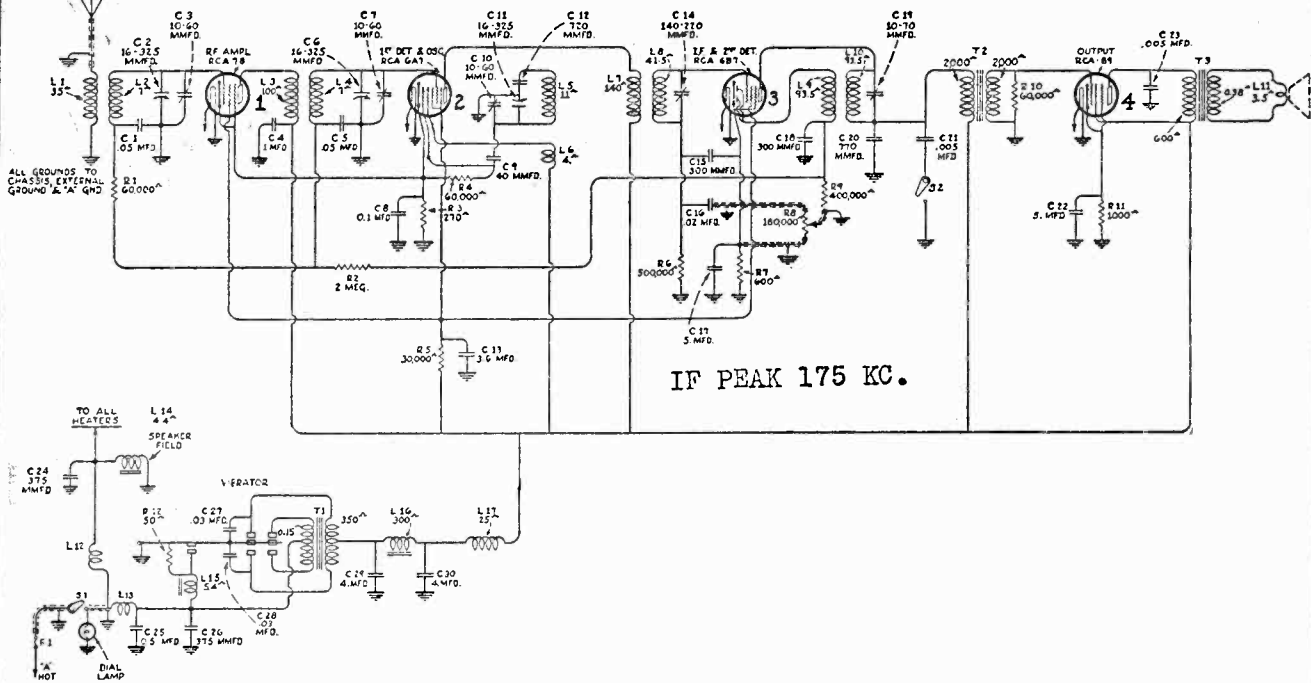 C 2
16-325
MMFD.
C 3
10-60
MMFD.
RF AMPL
RCA 78
C 6
16-325
MMFD.
C 7
10-60
MMFD.
1ST DET & OSC
RCA 6A7
C 10
10-60
MMFD.
C 11
16-325
MMFD.
C 12
720
MMFD.
C 14
140-220
MMFD.
I.F & 2ND DET.
RCA 6B7
C 19
10-70
MMFD.
T2
OUTPUT
RCA-89
C 23
.005 MFD.
T3
L 1
35
L 2
7
1
L 3
100
L 4
7
2
L 5
11
L 7
140
L 8
41.5
3
L 9
93.5
L 10
93.5
2000
2000
R 10
60,000
4
600
0.38
L 11
3.5
C 1
.05 MFD
C 4
.1 MFD
C 5
.05 MFD
L 6
4
C 9
40 MMFD.
C 15
300 MMFD.
C 18
300 MMFD
C 20
770
MMFD.
C 21
.005
MFD
S2
ALL GROUNDS TO
CHASSIS, EXTERNAL
GROUND & "A" GND
R 1
60,000
R 4
60,000
C 8
0.1 MFD
R 3
270
R 2
2 MEG.
C 16
.02 MFD.
R 8
180,000
R 9
400,000
R 6
500,000
R 7
600
C 17
5. MFD.
C 22
5. MFD
R 11
1000
R 5
30,000
C 13
3.6 MFD.
IF PEAK 175 KC.
TO ALL
HEATERS
L 14
4.4
SPEAKER
FIELD
C 24
375
MMFD
VIBRATOR
R 12
50
C 27
.03 MFD.
0.15
T1
350
L 16
300
L 17
25
L 12
L 15
5.4
C 28
.03
MFD.
C 29
4. MFD
C 30
4. MFD.
S1
L 13
C 25
0.5 MFD
C 26
375 MMFD
F 1
"A"
HOT
DIAL
LAMP